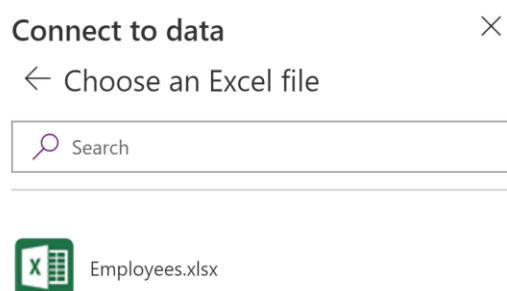 Connect to data
Choose an Excel file
Search
Employees.xlsx